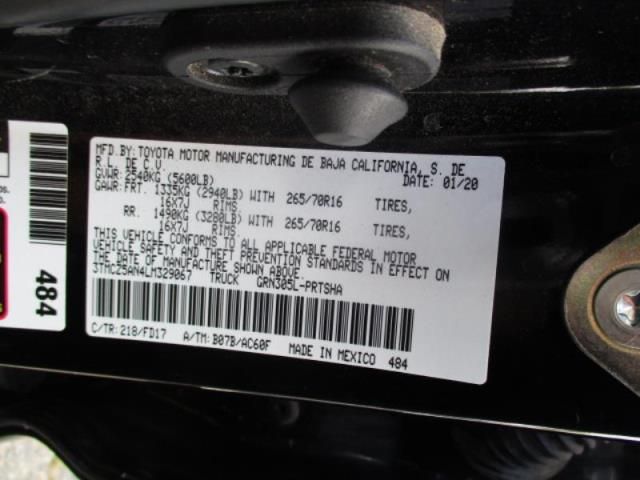 MFD.BY:TOYOTA MOTOR MANUFACTURING DE BAJA CALIFORNIA, S. DE
R.L. DE C.V. DATE: 01/20
GVWR: 2540KG (5600LB)
GAWR:FRT. 1335KG (2940LB) WITH 265/70R16 TIRES,
16X7J RIMS
RR. 1490KG (3280LB) WITH 265/70R16 TIRES,
16X7J RIMS.
THIS VEHICLE CONFORMS TO ALL APPLICABLE FEDERAL MOTOR
VEHICLE SAFETY AND THEFT PREVENTION STANDARDS IN EFFECT ON
THE DATE OF MANUFACTURE SHOWN ABOVE.
3TMCZ5AN4LM329067 TRUCK GRN305L-PRTSHA
C/TR: 218/FD17 A/TM: B07B/AC60F MADE IN MEXICO 484
484